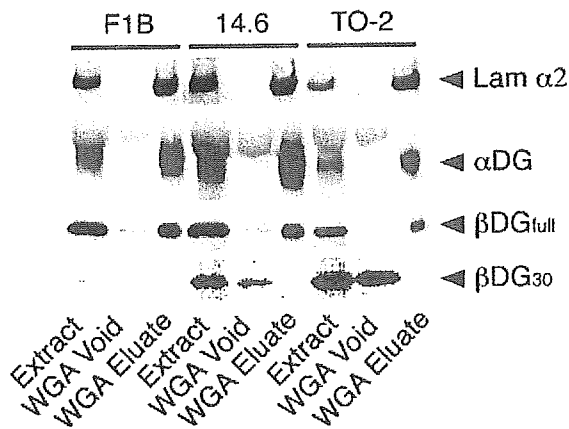 F1B 14.6 TO-2
Lam α2
αDG
βDGfull
βDG30
Extract
WGA Void
WGA Eluate
Extract
WGA Void
WGA Eluate
Extract
WGA Void
WGA Eluate